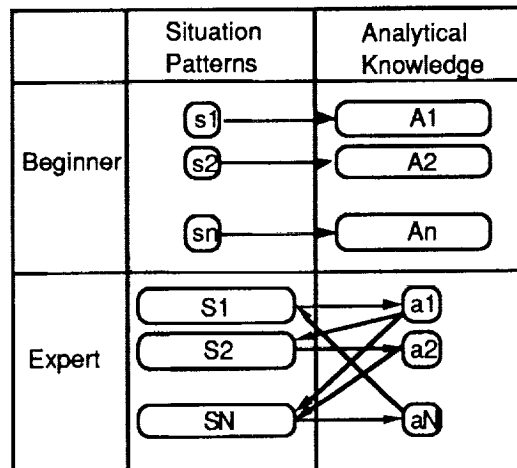 Situation Patterns
Analytical Knowledge
Beginner
s1
A1
s2
A2
sn
An
Expert
S1
a1
S2
a2
SN
aN